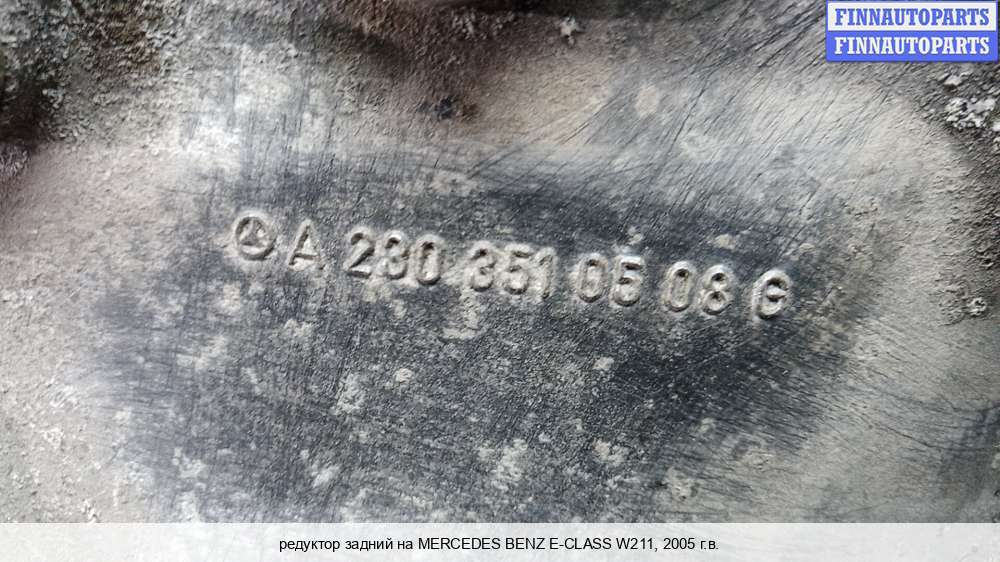 FINNAUTOPARTS
FINNAUTOPARTS
A 230 351 05 08 G
редуктор задний на MERCEDES BENZ E-CLASS W211, 2005 г.в.